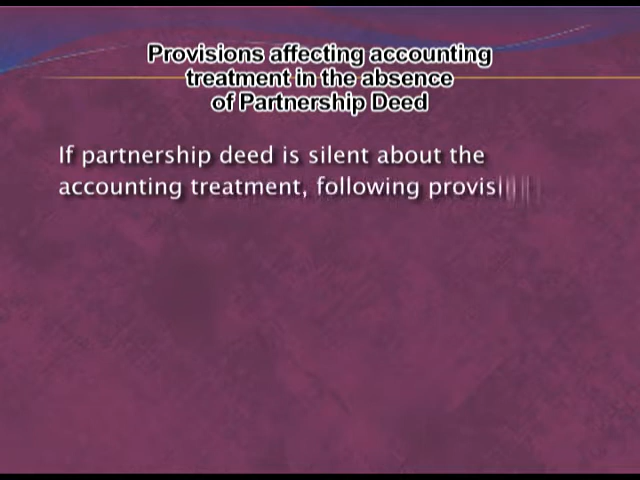 Provisions affecting accounting
treatment in the absence
of Partnership Deed
If partnership deed is silent about the
accounting treatment, following provis